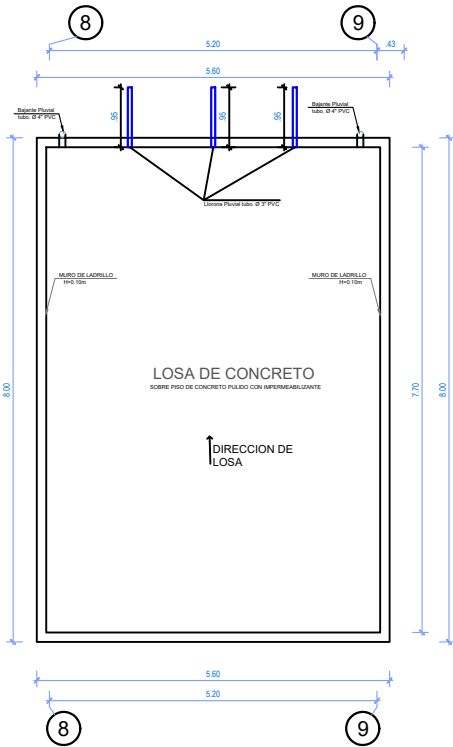 8
9
5.20
.43
5.60
Bajante Pluvial
tubo. Ø 4" PVC
.95
.95
.95
Bajante Pluvial
tubo. Ø 4" PVC
Llorona Pluvial tubo. Ø 3" PVC
MURO DE LADRILLO
H=0.10m
MURO DE LADRILLO
H=0.10m
8.00
7.70
8.00
LOSA DE CONCRETO
SOBRE PISO DE CONCRETO PULIDO CON IMPERMEABILIZANTE
DIRECCION DE
LOSA
5.60
5.20
8
9